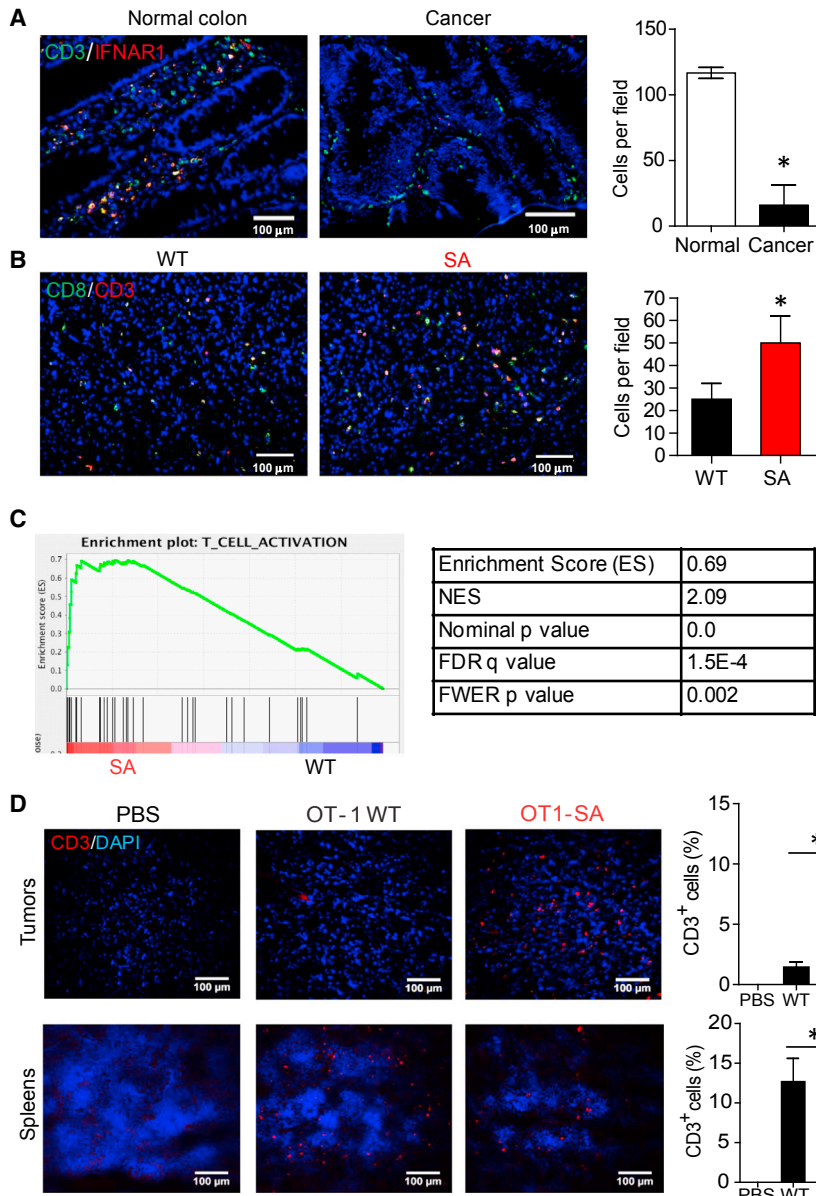 A
Normal colon
Cancer
CD3/IFNAR1
100 µm
100 µm
Cells per field
150
100
50
0
*
Normal Cancer
B
WT
SA
CD8/CD3
100 µm
100 µm
Cells per field
70
60
50
40
30
20
10
0
*
WT SA
C
Enrichment plot: T_CELL_ACTIVATION
Enrichment score (ES)
0.7
0.6
0.5
0.4
0.3
0.2
0.1
0.0
SA WT
Enrichment Score (ES) 0.69
NES 2.09
Nominal p value 0.0
FDR q value 1.5E-4
FWER p value 0.002
D
PBS
OT-1 WT
OT1-SA
Tumors
CD3/DAPI
100 µm
100 µm
100 µm
CD3+ cells (%)
15
10
5
0
*
PBS WT
Spleens
100 µm
100 µm
100 µm
CD3+ cells (%)
20
15
10
5
0
*
PBS WT